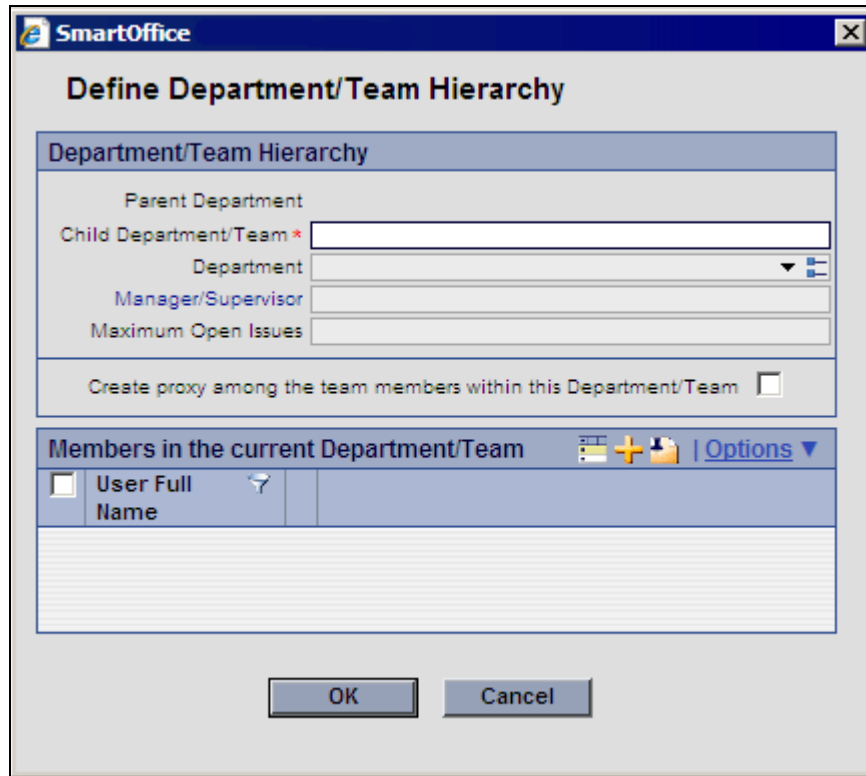 SmartOffice
Define Department/Team Hierarchy
Department/Team Hierarchy
Parent Department
Child Department/Team *
Department
Manager/Supervisor
Maximum Open Issues
Create proxy among the team members within this Department/Team
Members in the current Department/Team | Options ▼
User Full
Name
OK Cancel